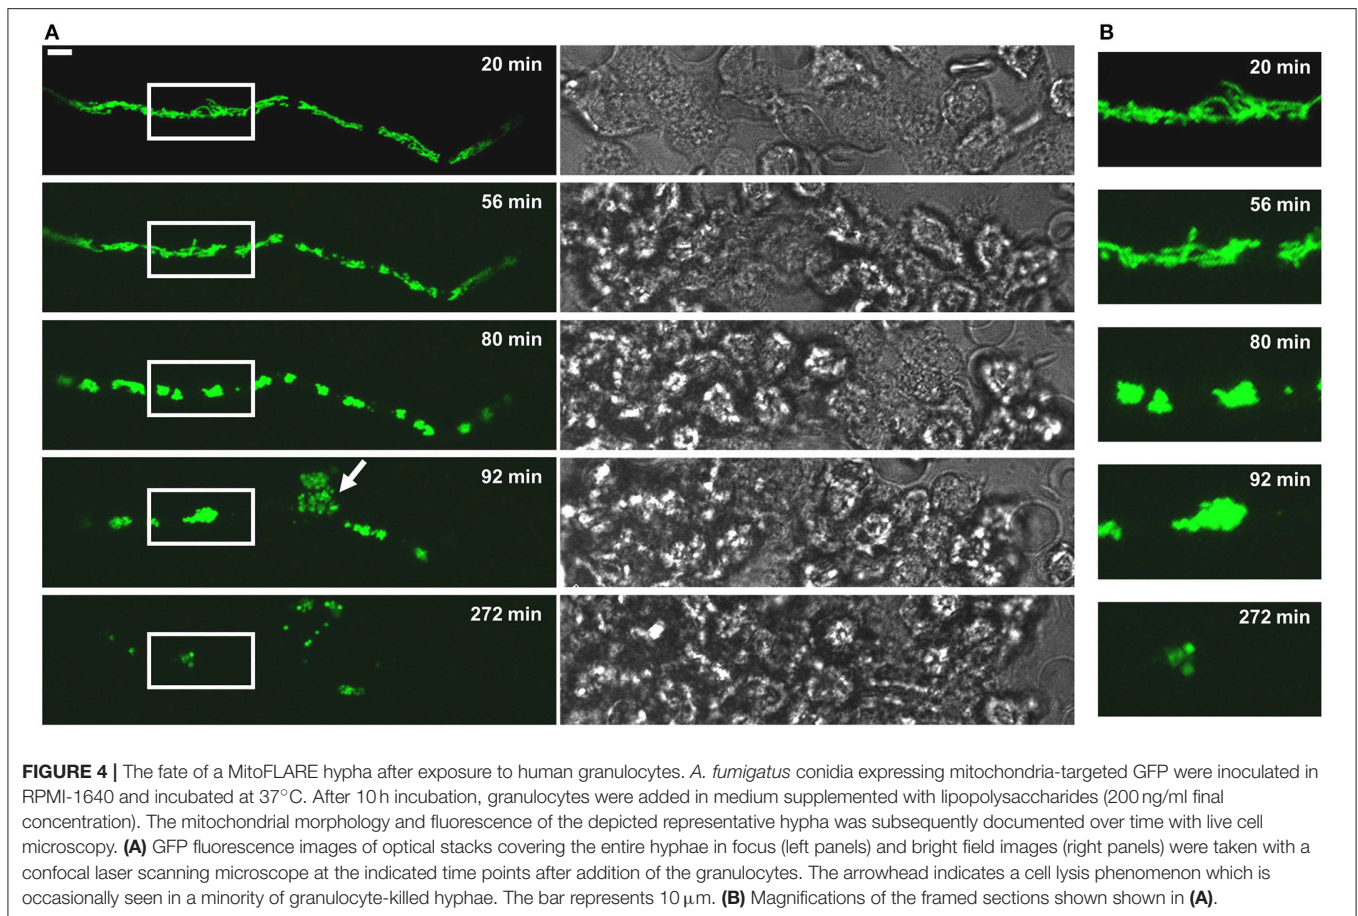 A
B
20 min
20 min
56 min
56 min
80 min
80 min
92 min
92 min
272 min
272 min
FIGURE 4 | The fate of a MitoFLARE hypha after exposure to human granulocytes. A. fumigatus conidia expressing mitochondria-targeted GFP were inoculated in
RPMI-1640 and incubated at 37°C. After 10 h incubation, granulocytes were added in medium supplemented with lipopolysaccharides (200 ng/ml final
concentration). The mitochondrial morphology and fluorescence of the depicted representative hypha was subsequently documented over time with live cell
microscopy. (A) GFP fluorescence images of optical stacks covering the entire hyphae in focus (left panels) and bright field images (right panels) were taken with a
confocal laser scanning microscope at the indicated time points after addition of the granulocytes. The arrowhead indicates a cell lysis phenomenon which is
occasionally seen in a minority of granulocyte-killed hyphae. The bar represents 10 μm. (B) Magnifications of the framed sections shown shown in (A).